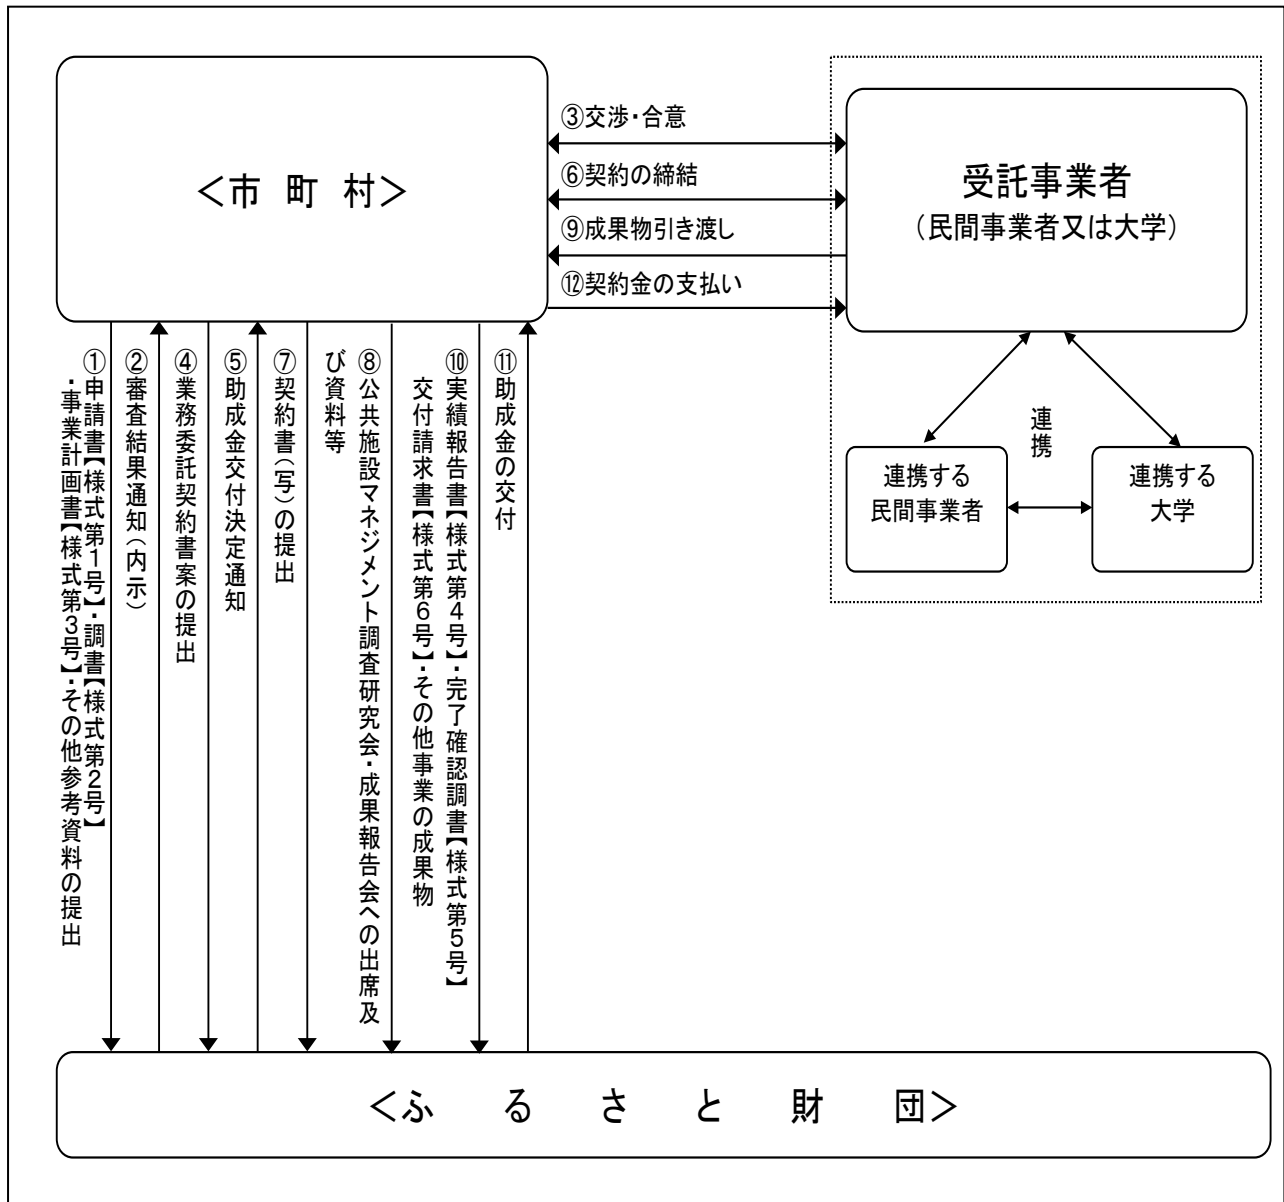 ＜市 町 村＞
③交渉・合意
⑥契約の締結
⑨成果物引き渡し
⑫契約金の支払い
受託事業者
（民間事業者又は大学）
連携
連携する
民間事業者
連携する
大学
①申請書【様式第１号】・調書【様式第２号】
・事業計画書【様式第３号】・その他参考資料の提出
②審査結果通知（内示）
④業務委託契約書案の提出
⑤助成金交付決定通知
⑦契約書（写）の提出
⑧公共施設マネジメント調査研究会・成果報告会への出席及
び資料等
⑩実績報告書【様式第４号】・完了確認調書【様式第５号】
交付請求書【様式第６号】・その他事業の成果物
⑪助成金の交付
＜ふ る さ と 財 団＞